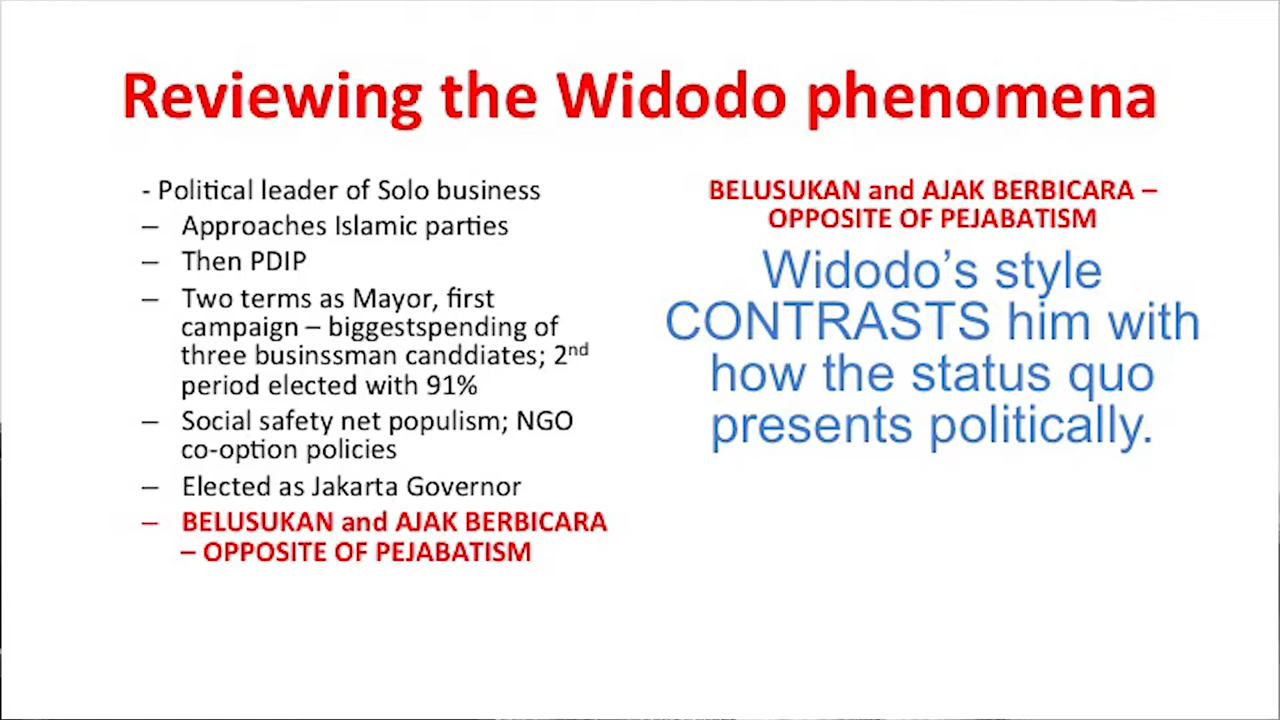 Reviewing the Widodo phenomena
- Political leader of Solo business
– Approaches Islamic parties
– Then PDIP
– Two terms as Mayor, first
campaign – biggestspending of
three businssman canddiates; 2nd
period elected with 91%
– Social safety net populism; NGO
co-option policies
– Elected as Jakarta Governor
– BELUSUKAN and AJAK BERBICARA
– OPPOSITE OF PEJABATISM
BELUSUKAN and AJAK BERBICARA –
OPPOSITE OF PEJABATISM
Widodo’s style
CONTRASTS him with
how the status quo
presents politically.